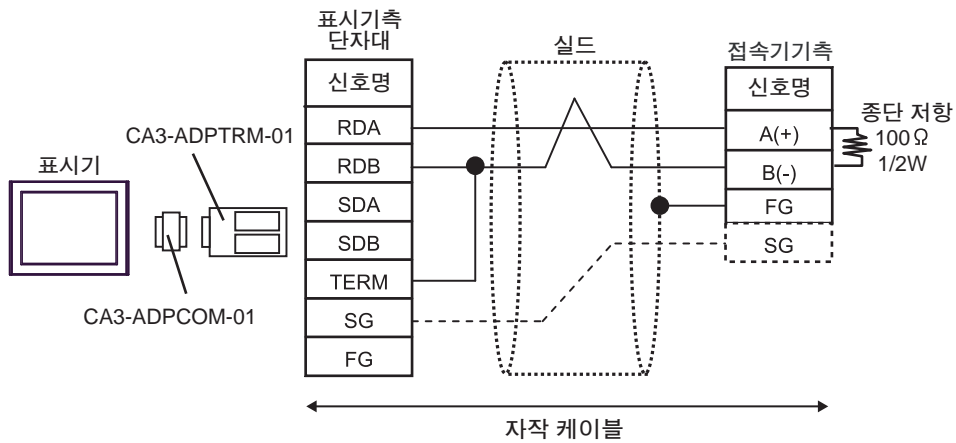 표시기측
단자대
실드
접속기기측
신호명
신호명
종단 저항
100Ω
1/2W
CA3-ADPTRM-01
RDA
A(+)
표시기
RDB
B(-)
SDA
FG
SDB
SG
TERM
CA3-ADPCOM-01
SG
FG
자작 케이블